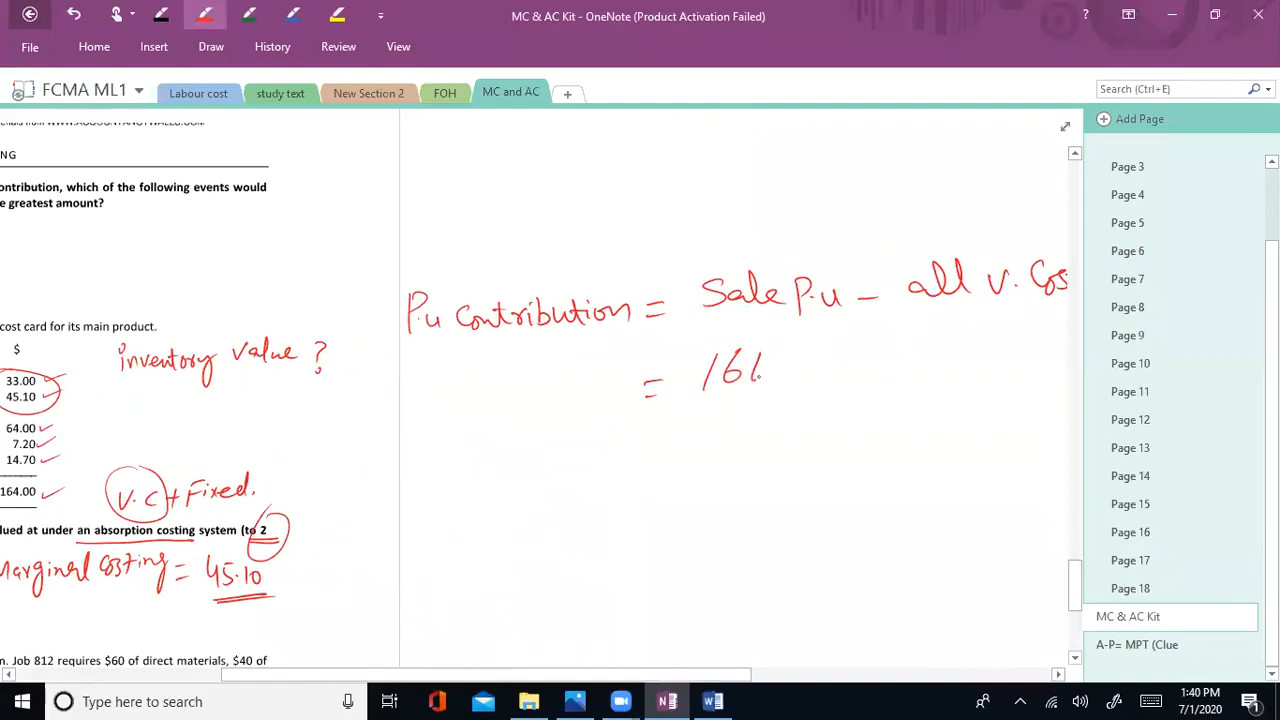 MC & AC Kit - OneNote (Product Activation Failed)
File Home Insert Draw History Review View
FCMA ML1 Labour cost study text New Section 2 FOH MC and AC
Search (Ctrl+E)
Add Page
NG
ontribution, which of the following events would
e greatest amount?
P.u Contribution = Sale P.u - all V. Cos
= 161
cost card for its main product.
$
inventory value ?
33.00
45.10
64.00
7.20
14.70
164.00
V.C + Fixed.
lued at under an absorption costing system (to 2
Marginal Costing = 45.10
m. Job 812 requires $60 of direct materials, $40 of
Page 3
Page 4
Page 5
Page 6
Page 7
Page 8
Page 9
Page 10
Page 11
Page 12
Page 13
Page 14
Page 15
Page 16
Page 17
Page 18
MC & AC Kit
A-P= MPT (Clue
Type here to search
1:40 PM
7/1/2020